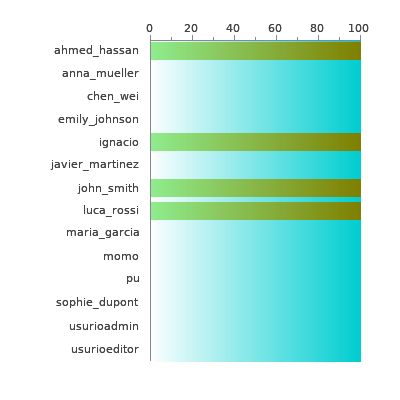 0 20 40 60 80 100
ahmed_hassan
anna_mueller
chen_wei
emily_johnson
ignacio
javier_martinez
john_smith
luca_rossi
maria_garcia
momo
pu
sophie_dupont
usurioadmin
usurioeditor